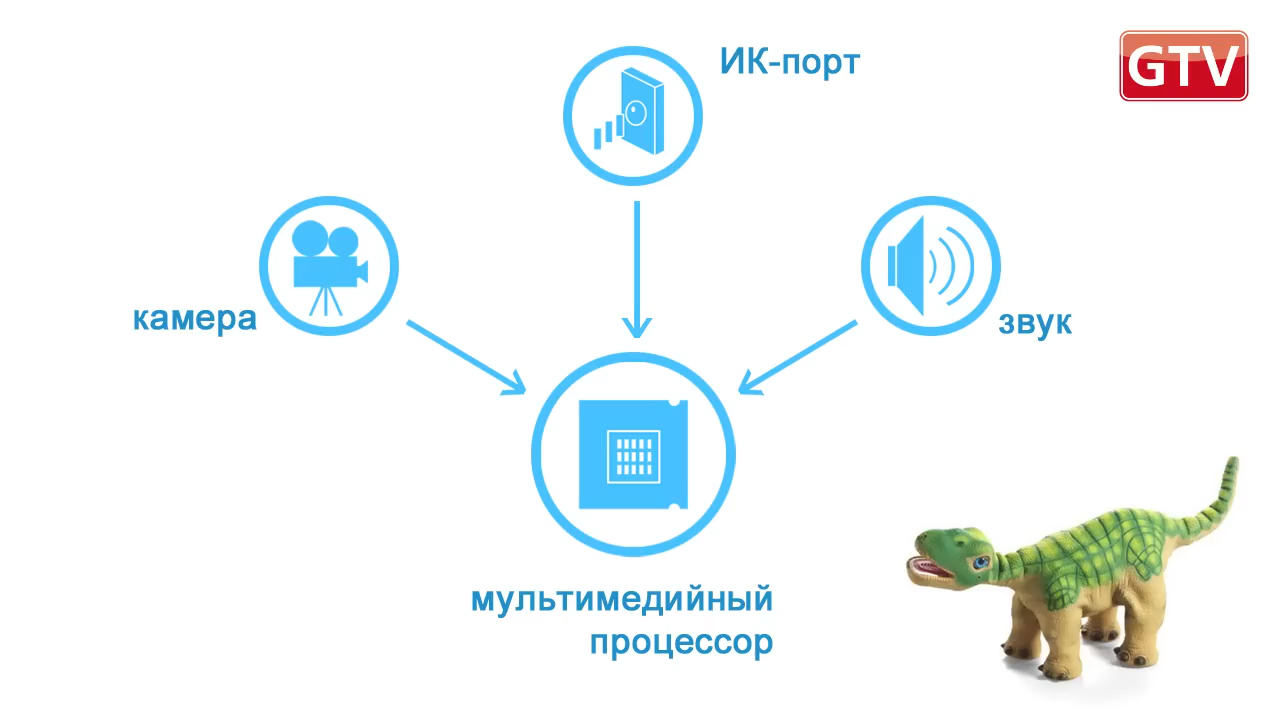 ИК-порт
GTV
камера
звук
мультимедийный
процессор